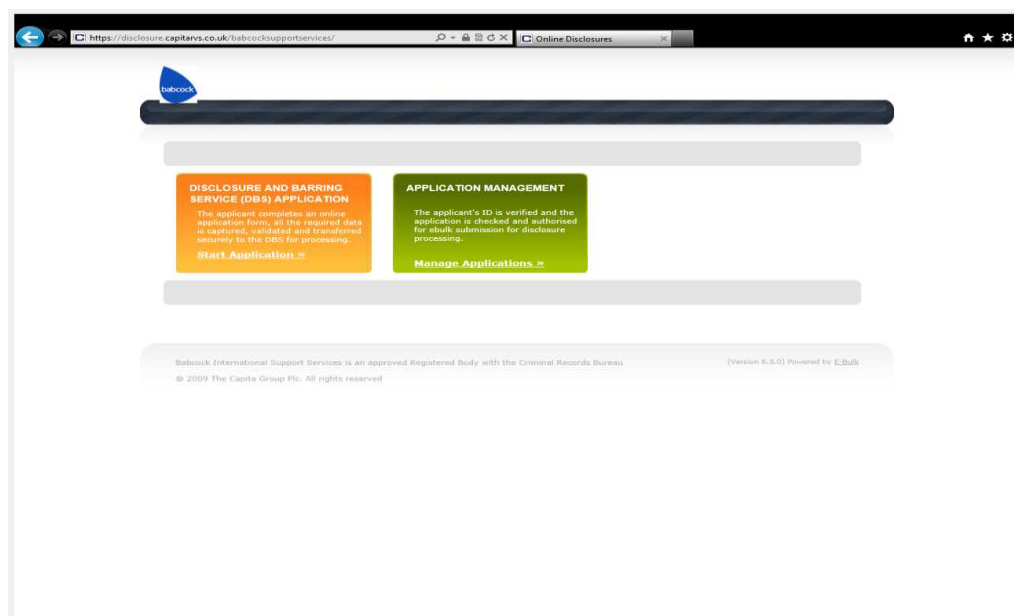 https://disclosure.capitarvs.co.uk/babcocksupportservices/
Online Disclosures
babcock
DISCLOSURE AND BARRING
SERVICE (DBS) APPLICATION
The applicant completes an online
application form, all the required data
is captured, validated and transferred
securely to the DBS for processing.
Start Application »
APPLICATION MANAGEMENT
The applicant's ID is verified and the
application is checked and authorised
for ebulk submission for disclosure
processing.
Manage Applications »
Babcock International Support Services is an approved Registered Body with the Criminal Records Bureau
(Version 6.3.0) Powered by E-Bulk
© 2009 The Capita Group Plc. All rights reserved